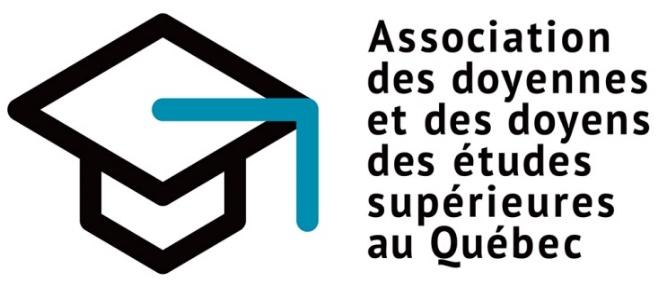 Association
des doyennes
et des doyens
des études
supérieures
au Québec